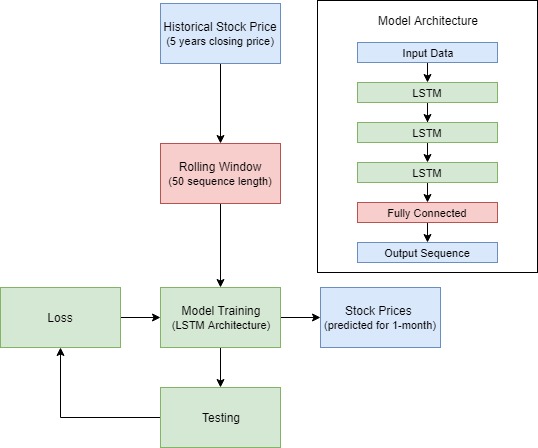 Historical Stock Price
(5 years closing price)
Rolling Window
(50 sequence length)
Loss
Model Training
(LSTM Architecture)
Stock Prices
(predicted for 1-month)
Testing
Model Architecture
Input Data
LSTM
LSTM
LSTM
Fully Connected
Output Sequence